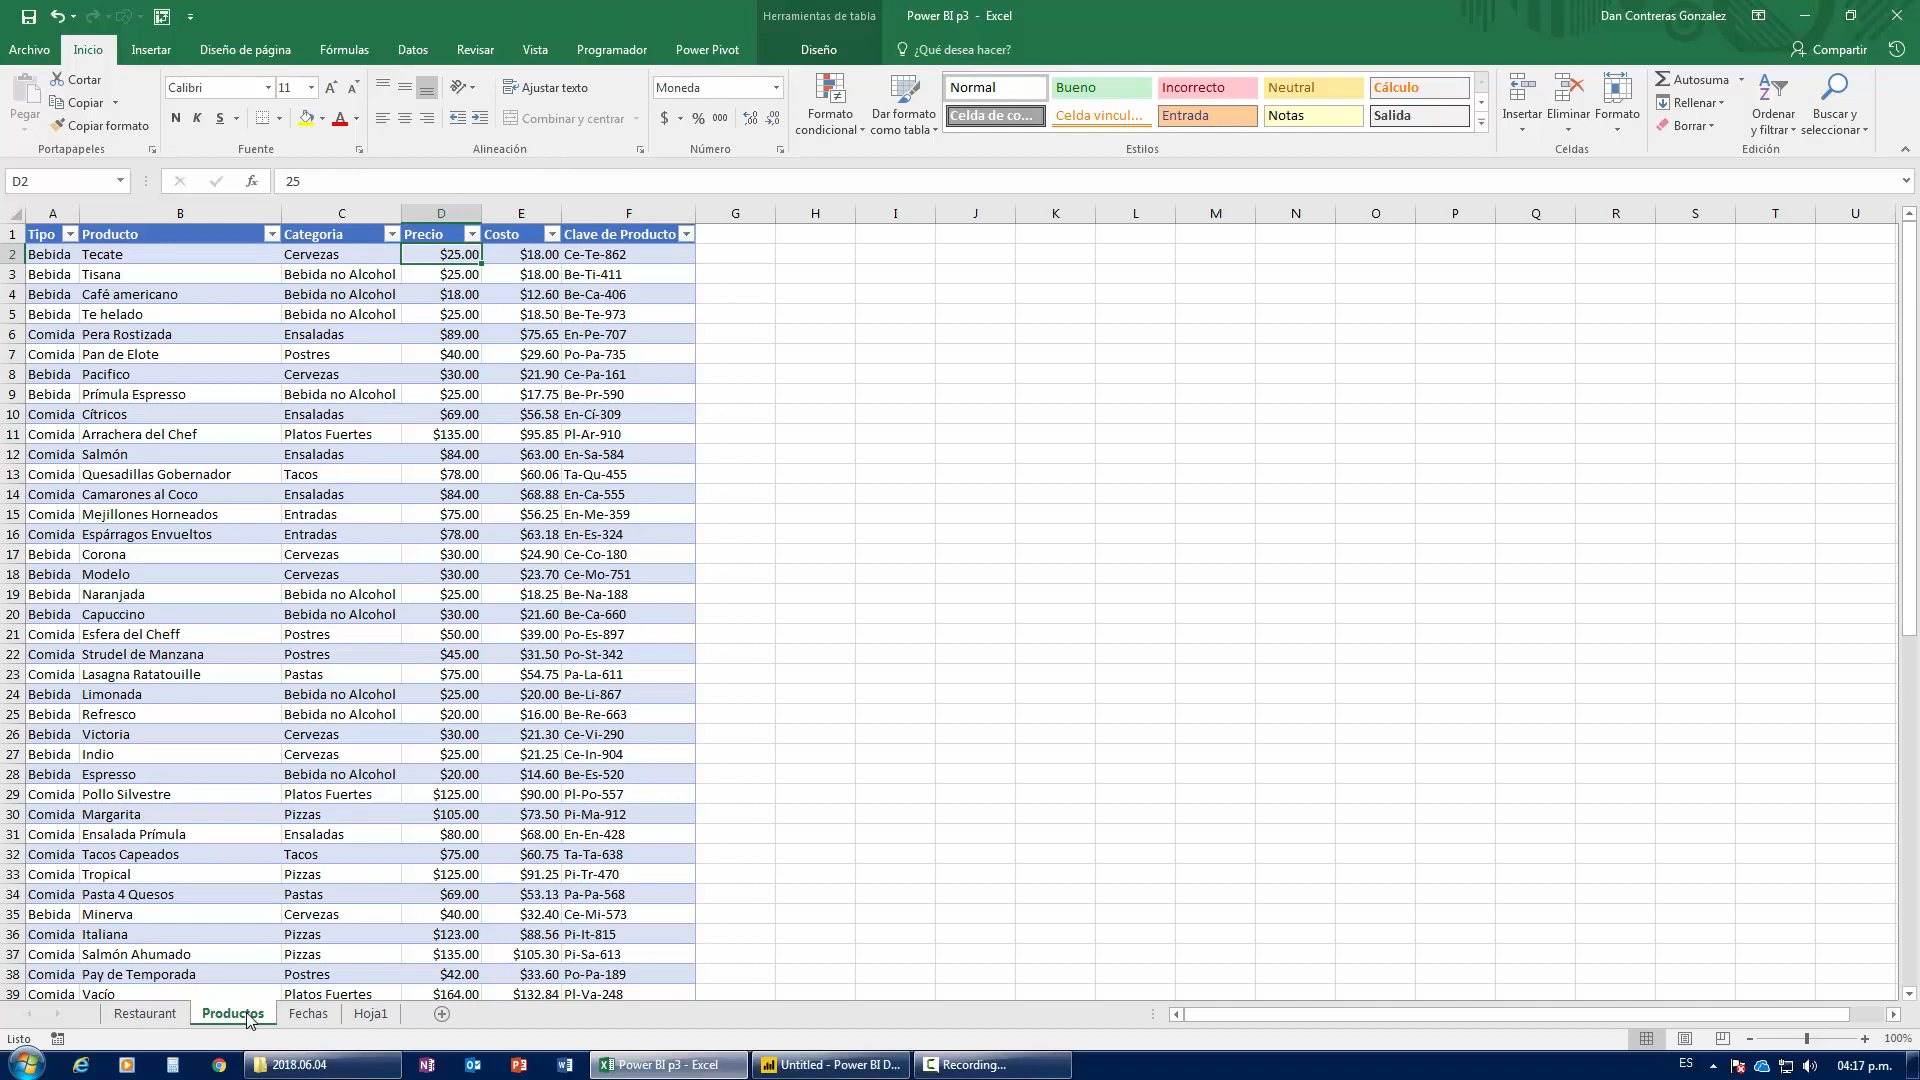 Herramientas de tabla
Power BI p3 - Excel
Dan Contreras Gonzalez
Archivo Inicio Insertar Diseño de página Fórmulas Datos Revisar Vista Programador Power Pivot Diseño ¿Qué desea hacer? Compartir
Pegar
Cortar
Copiar
Copiar formato
Portapapeles
Calibri 11
N K S
Fuente
Ajustar texto
Combinar y centrar
Alineación
Moneda
$ % 000
Número
Formato condicional
Dar formato como tabla
Normal Bueno Incorrecto Neutral Cálculo
Celda de co... Celda vincul... Entrada Notas Salida
Estilos
Insertar Eliminar Formato
Celdas
Autosuma
Rellenar
Borrar
Ordenar y filtrar
Buscar y seleccionar
Edición
D2 fx 25
A B C D E F G H I J K L M N O P Q R S T U
1 Tipo Producto Categoria Precio Costo Clave de Producto
2 Bebida Tecate Cervezas $25.00 $18.00 Ce-Te-862
3 Bebida Tisana Bebida no Alcohol $25.00 $18.00 Be-Ti-411
4 Bebida Café americano Bebida no Alcohol $18.00 $12.60 Be-Ca-406
5 Bebida Te helado Bebida no Alcohol $25.00 $18.50 Be-Te-973
6 Comida Pera Rostizada Ensaladas $89.00 $75.65 En-Pe-707
7 Comida Pan de Elote Postres $40.00 $29.60 Po-Pa-735
8 Bebida Pacifico Cervezas $30.00 $21.90 Ce-Pa-161
9 Bebida Prímula Espresso Bebida no Alcohol $25.00 $17.75 Be-Pr-590
10 Comida Cítricos Ensaladas $69.00 $56.58 En-Cí-309
11 Comida Arrachera del Chef Platos Fuertes $135.00 $95.85 Pl-Ar-910
12 Comida Salmón Ensaladas $84.00 $63.00 En-Sa-584
13 Comida Quesadillas Gobernador Tacos $78.00 $60.06 Ta-Qu-455
14 Comida Camarones al Coco Ensaladas $84.00 $68.88 En-Ca-555
15 Comida Mejillones Horneados Entradas $75.00 $56.25 En-Me-359
16 Comida Espárragos Envueltos Entradas $78.00 $63.18 En-Es-324
17 Bebida Corona Cervezas $30.00 $24.90 Ce-Co-180
18 Bebida Modelo Cervezas $30.00 $23.70 Ce-Mo-751
19 Bebida Naranjada Bebida no Alcohol $25.00 $18.25 Be-Na-188
20 Bebida Capuccino Bebida no Alcohol $30.00 $21.60 Be-Ca-660
21 Comida Esfera del Cheff Postres $50.00 $39.00 Po-Es-897
22 Comida Strudel de Manzana Postres $45.00 $31.50 Po-St-342
23 Comida Lasagna Ratatouille Pastas $75.00 $54.75 Pa-La-611
24 Bebida Limonada Bebida no Alcohol $25.00 $20.00 Be-Li-867
25 Bebida Refresco Bebida no Alcohol $20.00 $16.00 Be-Re-663
26 Bebida Victoria Cervezas $30.00 $21.30 Ce-Vi-290
27 Bebida Indio Cervezas $25.00 $21.25 Ce-In-904
28 Bebida Espresso Bebida no Alcohol $20.00 $14.60 Be-Es-520
29 Comida Pollo Silvestre Platos Fuertes $125.00 $90.00 Pl-Po-557
30 Comida Margarita Pizzas $105.00 $73.50 Pi-Ma-912
31 Comida Ensalada Prímula Ensaladas $80.00 $68.00 En-En-428
32 Comida Tacos Capeados Tacos $75.00 $60.75 Ta-Ta-638
33 Comida Tropical Pizzas $125.00 $91.25 Pi-Tr-470
34 Comida Pasta 4 Quesos Pastas $69.00 $53.13 Pa-Pa-568
35 Bebida Minerva Cervezas $40.00 $32.40 Ce-Mi-573
36 Comida Italiana Pizzas $123.00 $88.56 Pi-It-815
37 Comida Salmón Ahumado Pizzas $135.00 $105.30 Pi-Sa-613
38 Comida Pay de Temporada Postres $42.00 $33.60 Po-Pa-189
39 Comida Vacío Platos Fuertes $164.00 $132.84 Pl-Va-248
Restaurant Productos Fechas Hoja1
Listo
100%
2018.06.04
Power BI p3 - Excel
Untitled - Power BI D...
Recording...
ES
04:17 p.m.